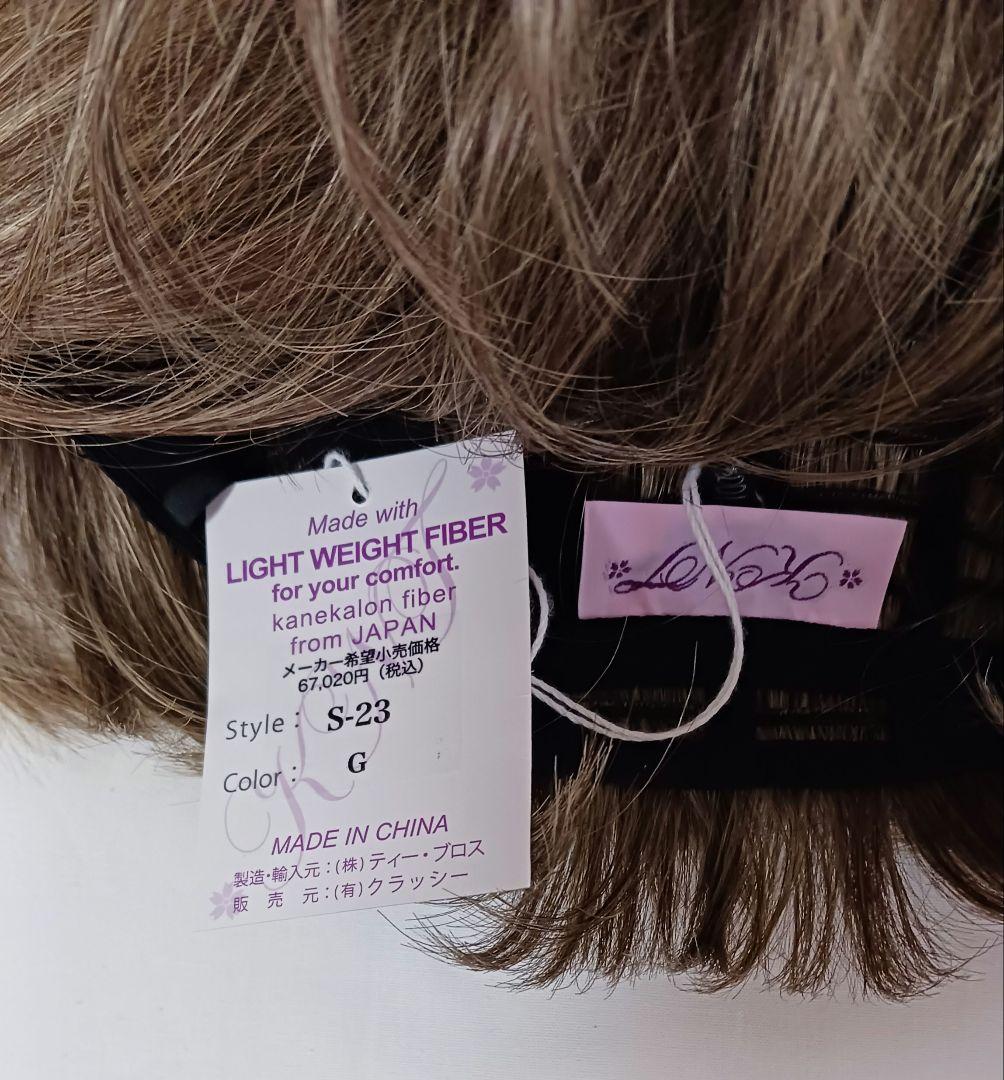 Made with
LIGHT WEIGHT FIBER
for your comfort.
kanekalon fiber
from JAPAN
メーカー希望小売価格
67,020円（税込）
Style : S-23
Color : G
MADE IN CHINA
製造・輸入元：(株) ティー・ブロス
販 売 元：(有) クラッシー